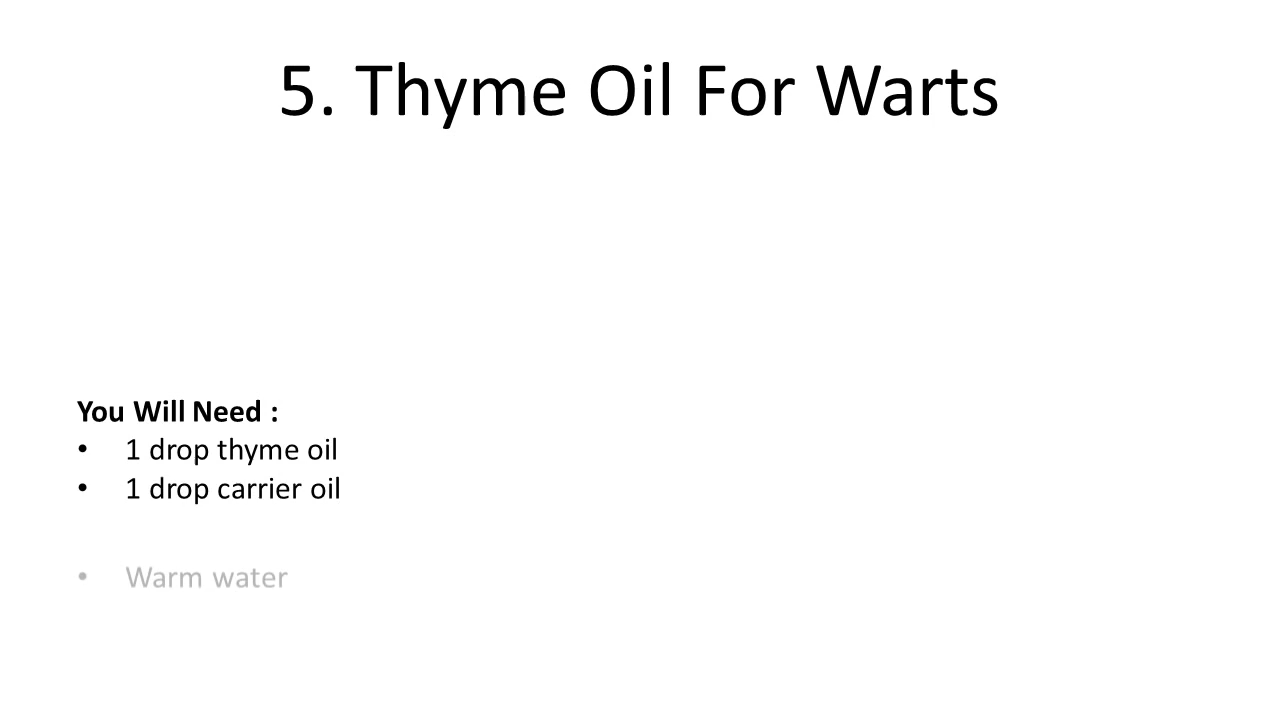 5. Thyme Oil For Warts
You Will Need :
• 1 drop thyme oil
• 1 drop carrier oil
• Warm water